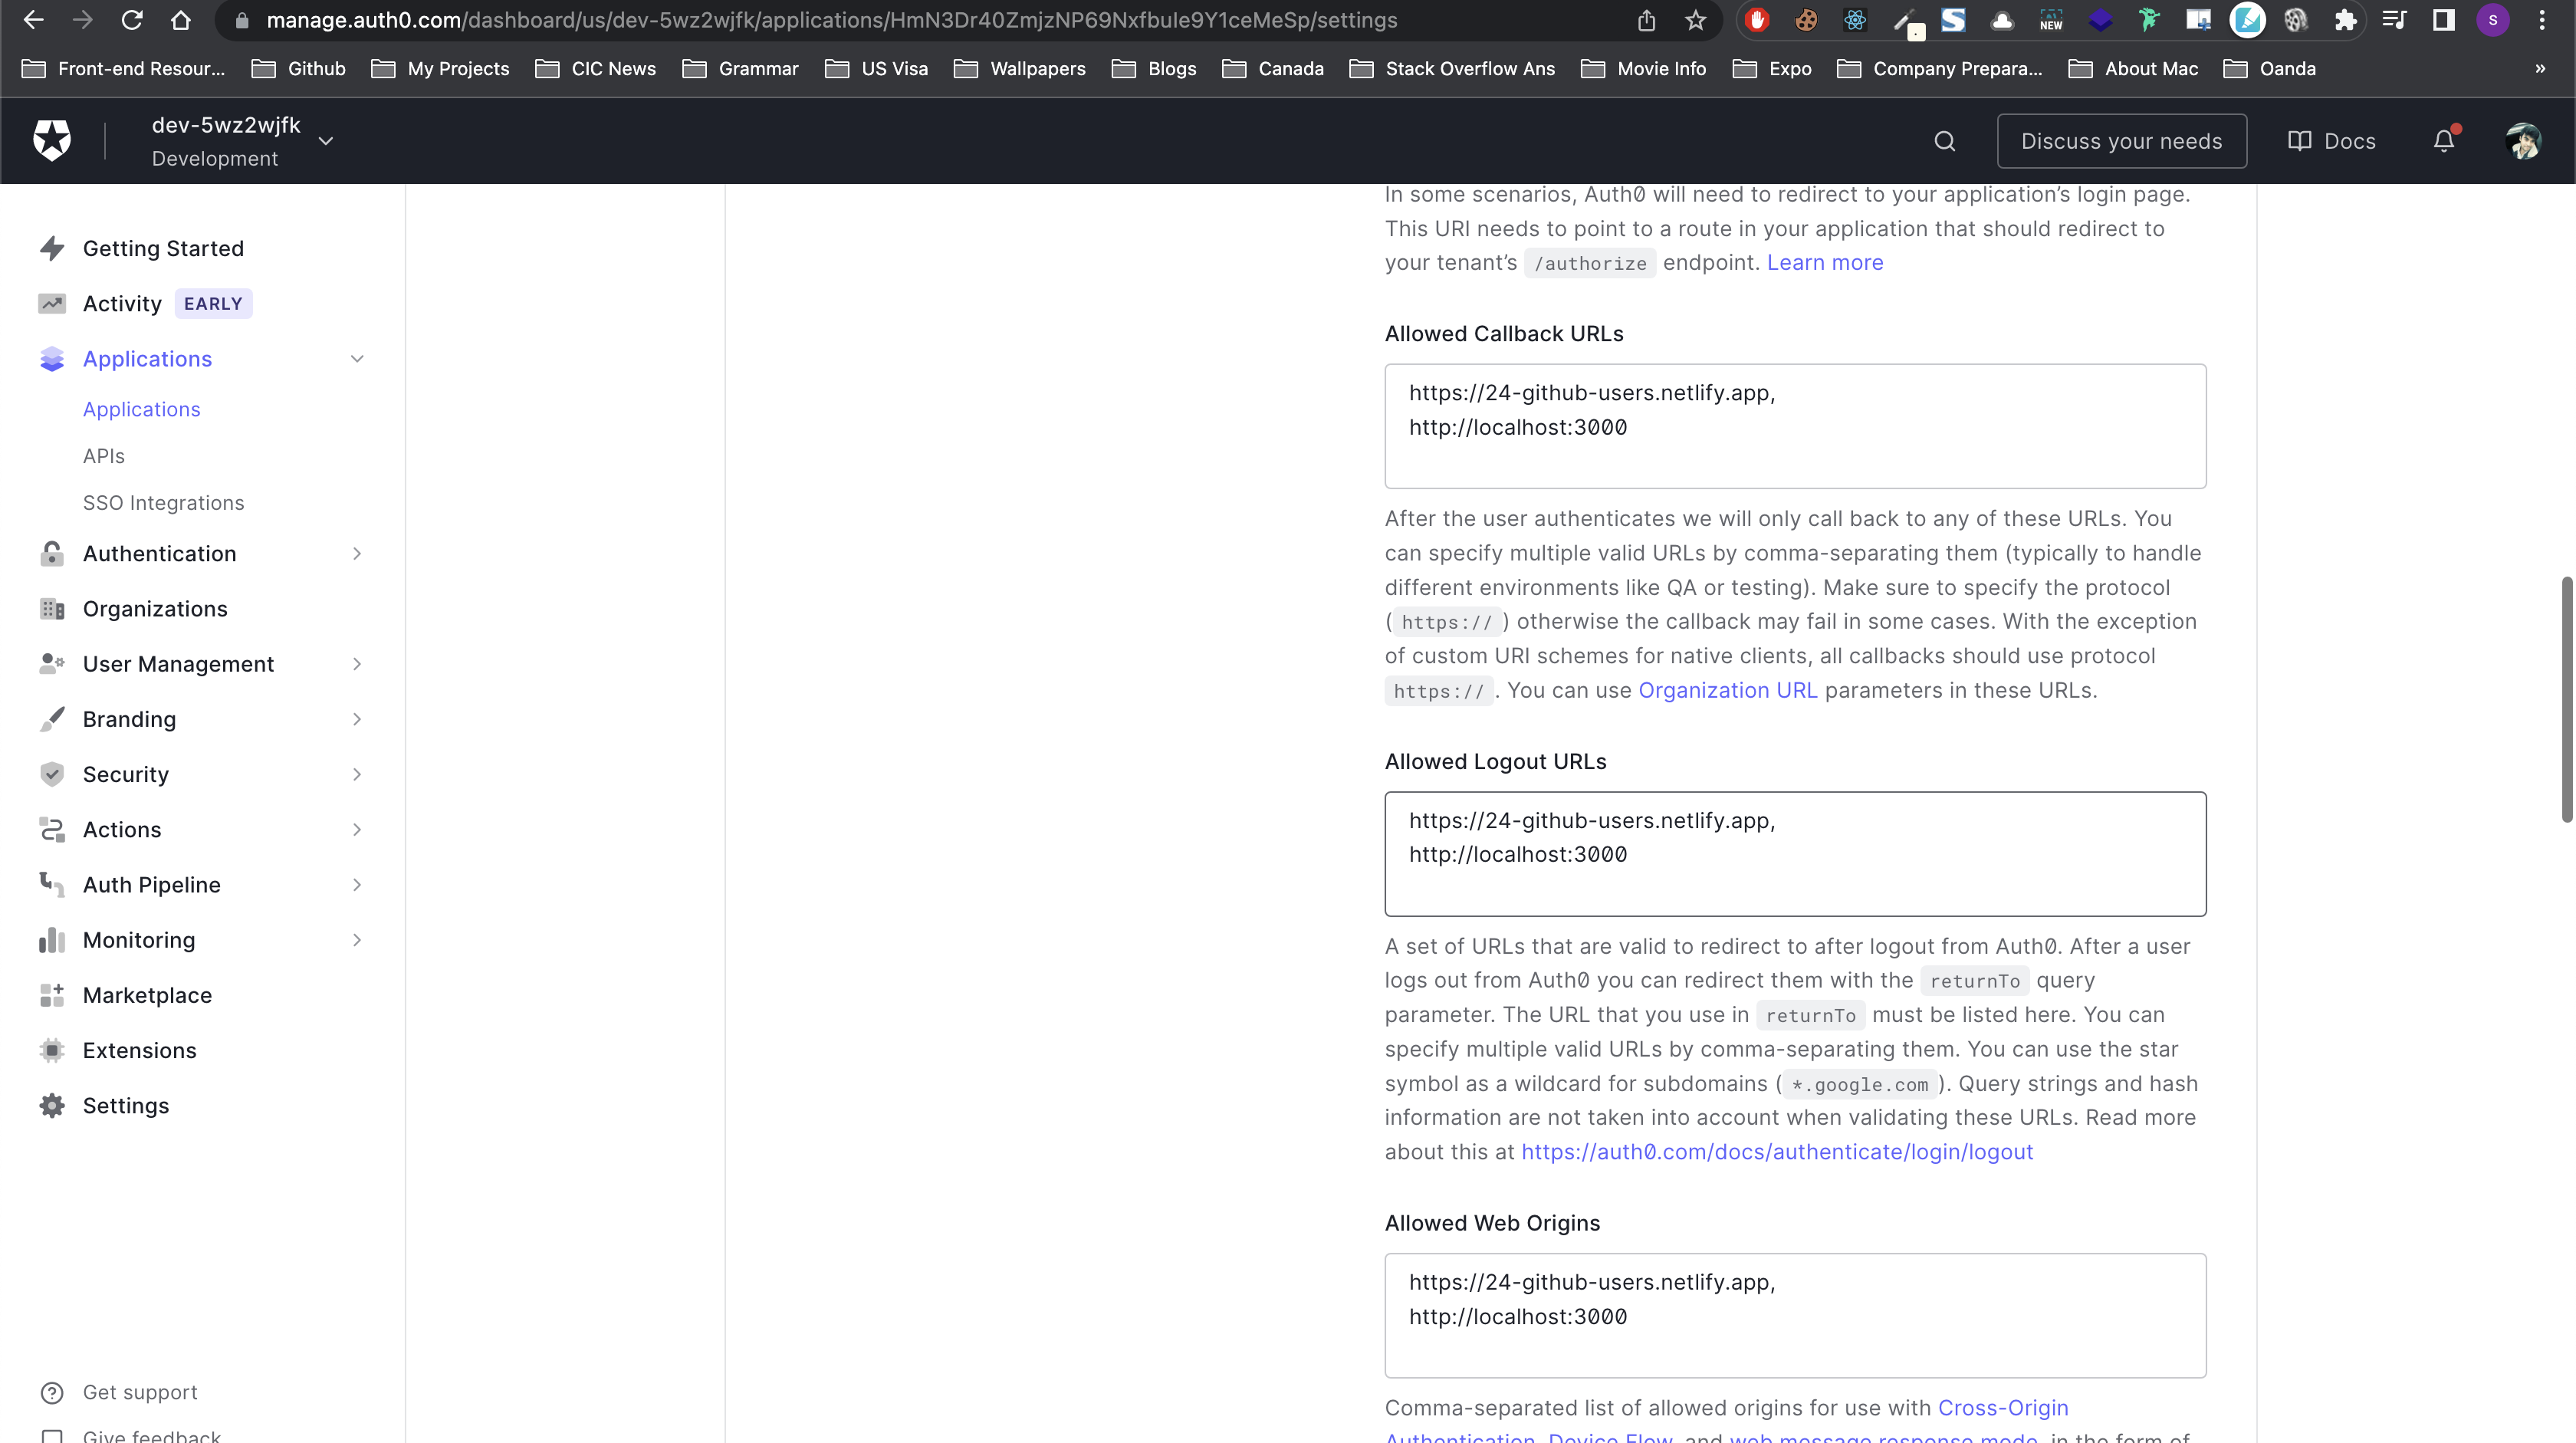 manage.auth0.com/dashboard/us/dev-5wz2wjfk/applications/HmN3Dr40ZmjzNP69Nxfbule9Y1ceMeSp/settings
NEW
S
Front-end Resour...
Github
My Projects
CIC News
Grammar
US Visa
Wallpapers
Blogs
Canada
Stack Overflow Ans
Movie Info
Expo
Company Prepara...
About Mac
Oanda
»
dev-5wz2wjfk
Development
Discuss your needs
Docs
Getting Started
Activity EARLY
Applications
Applications
APIs
SSO Integrations
Authentication
Organizations
User Management
Branding
Security
Actions
Auth Pipeline
Monitoring
Marketplace
Extensions
Settings
Get support
Give feedback
In some scenarios, Auth0 will need to redirect to your application’s login page.
This URI needs to point to a route in your application that should redirect to
your tenant’s /authorize endpoint. Learn more
Allowed Callback URLs
https://24-github-users.netlify.app,
http://localhost:3000
After the user authenticates we will only call back to any of these URLs. You
can specify multiple valid URLs by comma-separating them (typically to handle
different environments like QA or testing). Make sure to specify the protocol
( https:// ) otherwise the callback may fail in some cases. With the exception
of custom URI schemes for native clients, all callbacks should use protocol
https:// . You can use Organization URL parameters in these URLs.
Allowed Logout URLs
https://24-github-users.netlify.app,
http://localhost:3000
A set of URLs that are valid to redirect to after logout from Auth0. After a user
logs out from Auth0 you can redirect them with the returnTo query
parameter. The URL that you use in returnTo must be listed here. You can
specify multiple valid URLs by comma-separating them. You can use the star
symbol as a wildcard for subdomains ( *.google.com ). Query strings and hash
information are not taken into account when validating these URLs. Read more
about this at https://auth0.com/docs/authenticate/login/logout
Allowed Web Origins
https://24-github-users.netlify.app,
http://localhost:3000
Comma-separated list of allowed origins for use with Cross-Origin
Authentication, Device Flow, and web message response mode, in the form of